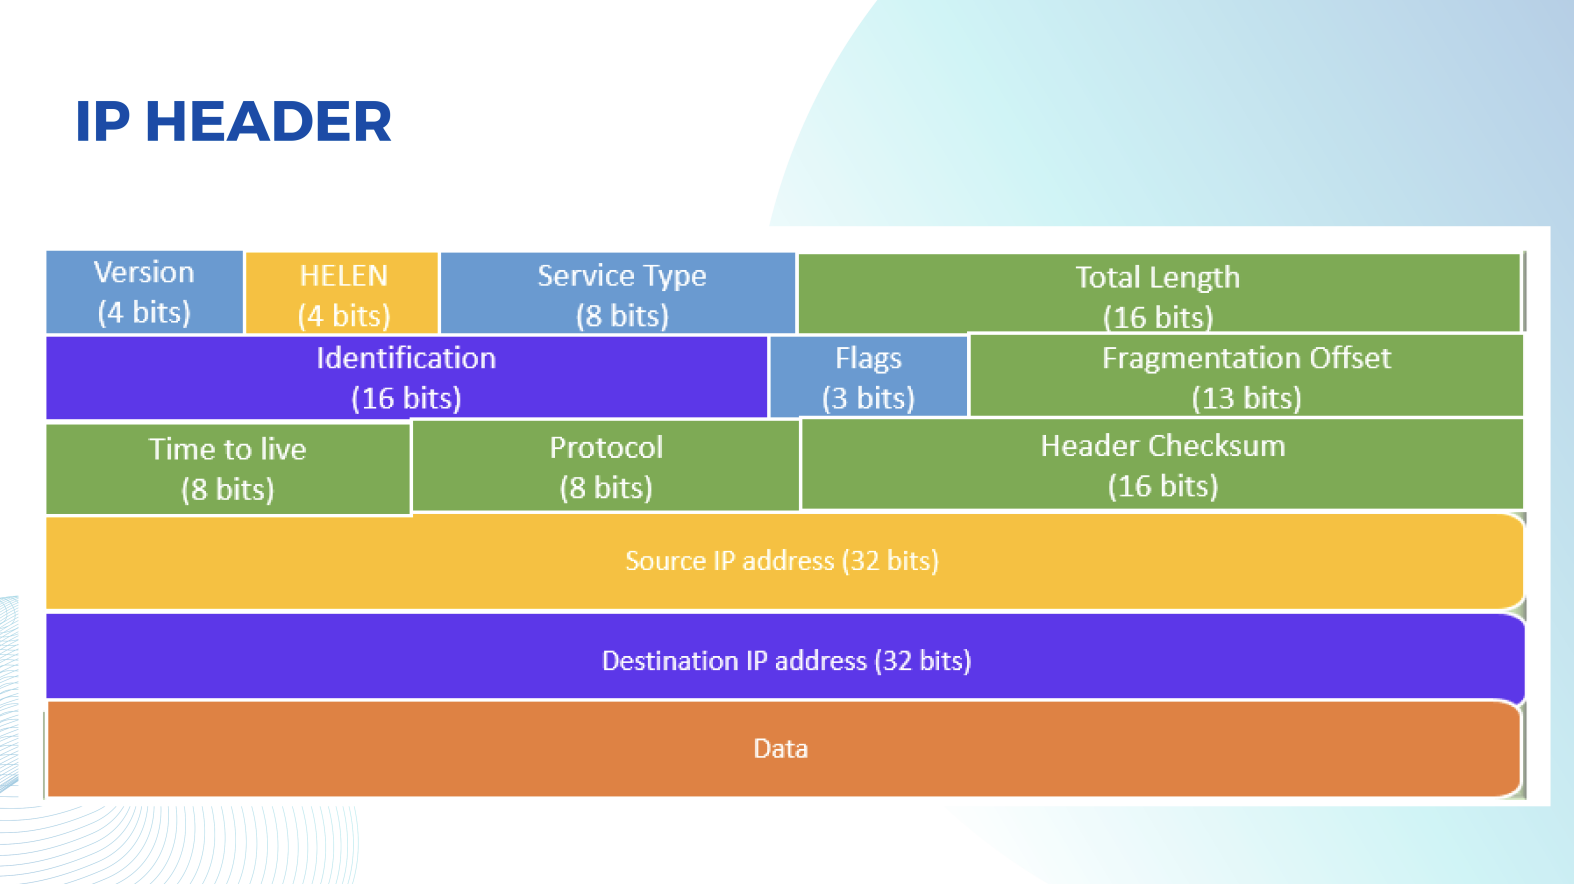 IP HEADER
Version
(4 bits)
HELEN
(4 bits)
Service Type
(8 bits)
Total Length
(16 bits)
Identification
(16 bits)
Flags
(3 bits)
Fragmentation Offset
(13 bits)
Time to live
(8 bits)
Protocol
(8 bits)
Header Checksum
(16 bits)
Source IP address (32 bits)
Destination IP address (32 bits)
Data